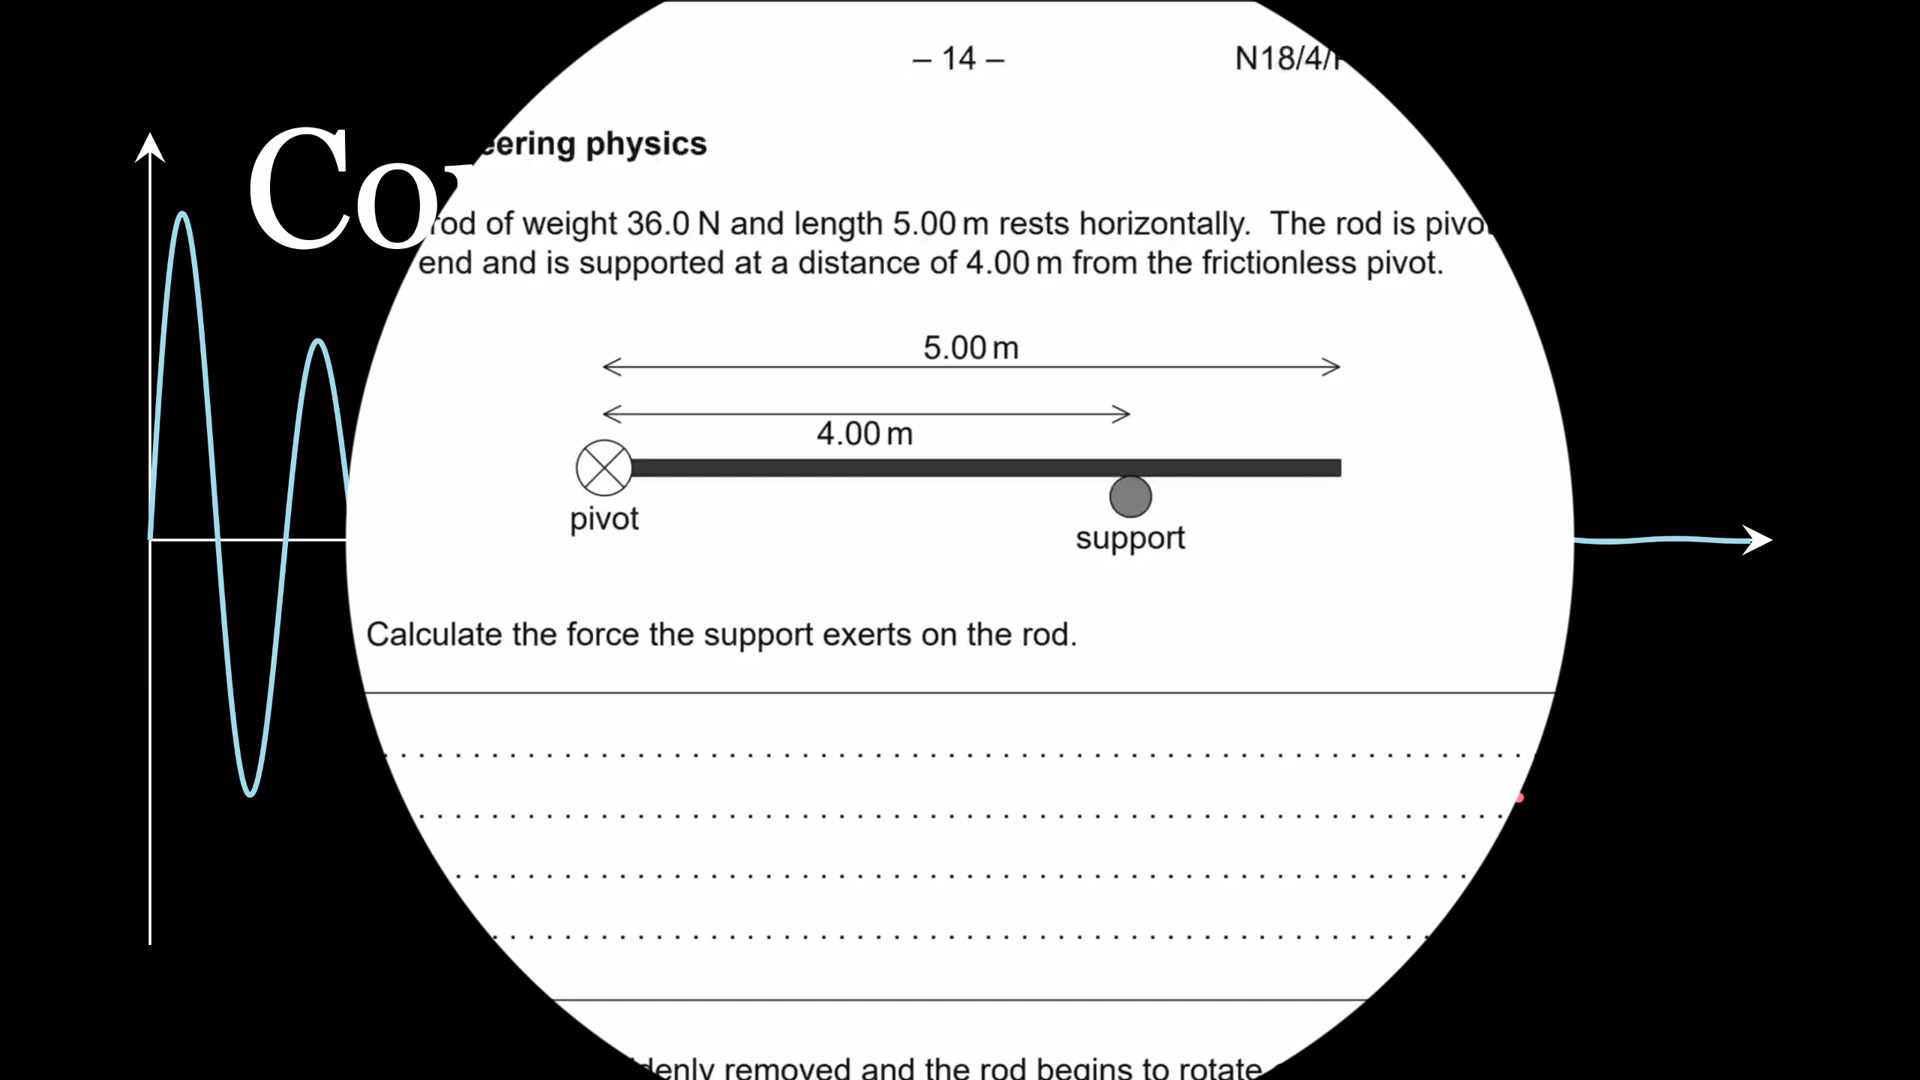 – 14 –
N18/4/
eering physics
Co
rod of weight 36.0 N and length 5.00 m rests horizontally. The rod is pivo
end and is supported at a distance of 4.00 m from the frictionless pivot.
5.00 m
4.00 m
pivot
support
Calculate the force the support exerts on the rod.
denly removed and the rod begins to rotate